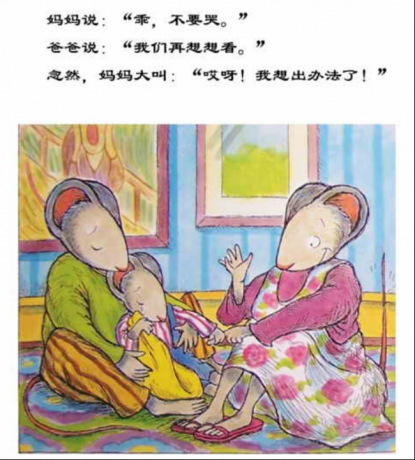 妈妈说：“乖，不要哭。”
爸爸说：“我们再想想看。”
忽然，妈妈大叫：“哎呀！我想出办法了！”